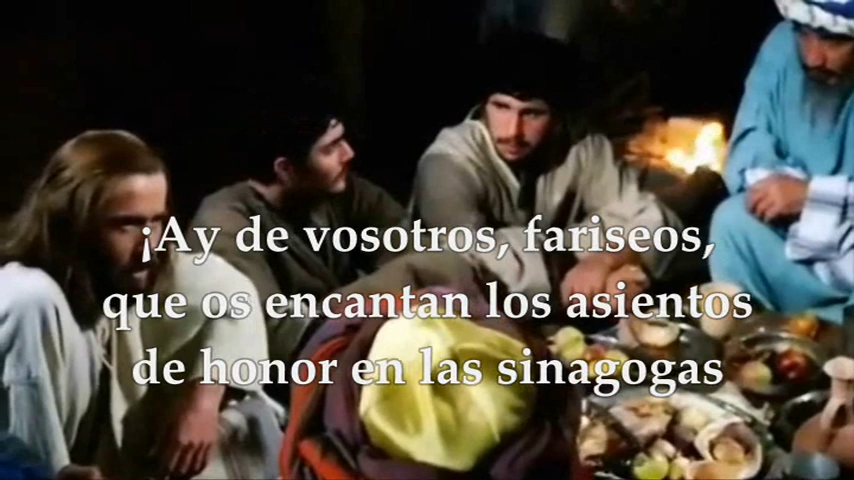 ¡Ay de vosotros, fariseos,
que os encantan los asientos
de honor en las sinagogas